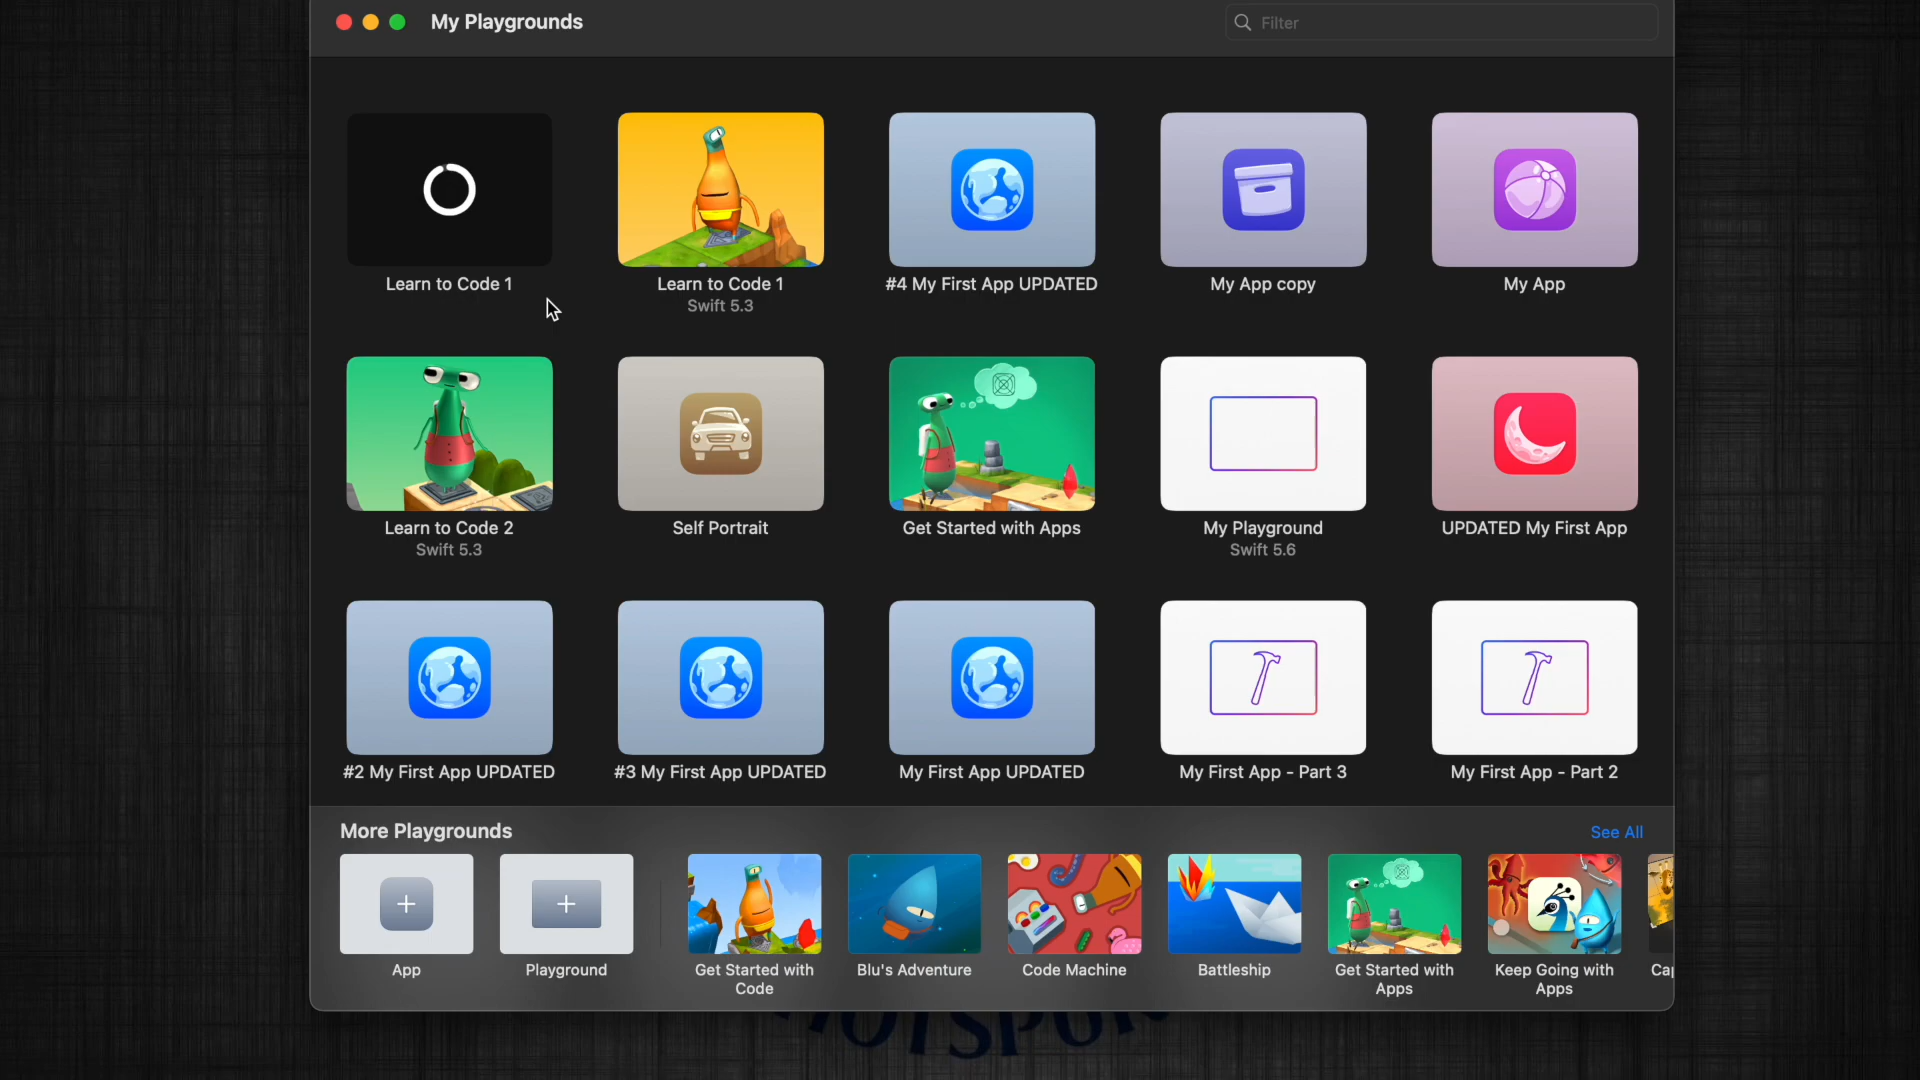 My Playgrounds
Filter
Learn to Code 1
Learn to Code 1
Swift 5.3
#4 My First App UPDATED
My App copy
My App
Learn to Code 2
Swift 5.3
Self Portrait
Get Started with Apps
My Playground
Swift 5.6
UPDATED My First App
#2 My First App UPDATED
#3 My First App UPDATED
My First App UPDATED
My First App - Part 3
My First App - Part 2
More Playgrounds
See All
App
Playground
Get Started with
Code
Blu's Adventure
Code Machine
Battleship
Get Started with
Apps
Keep Going with
Apps